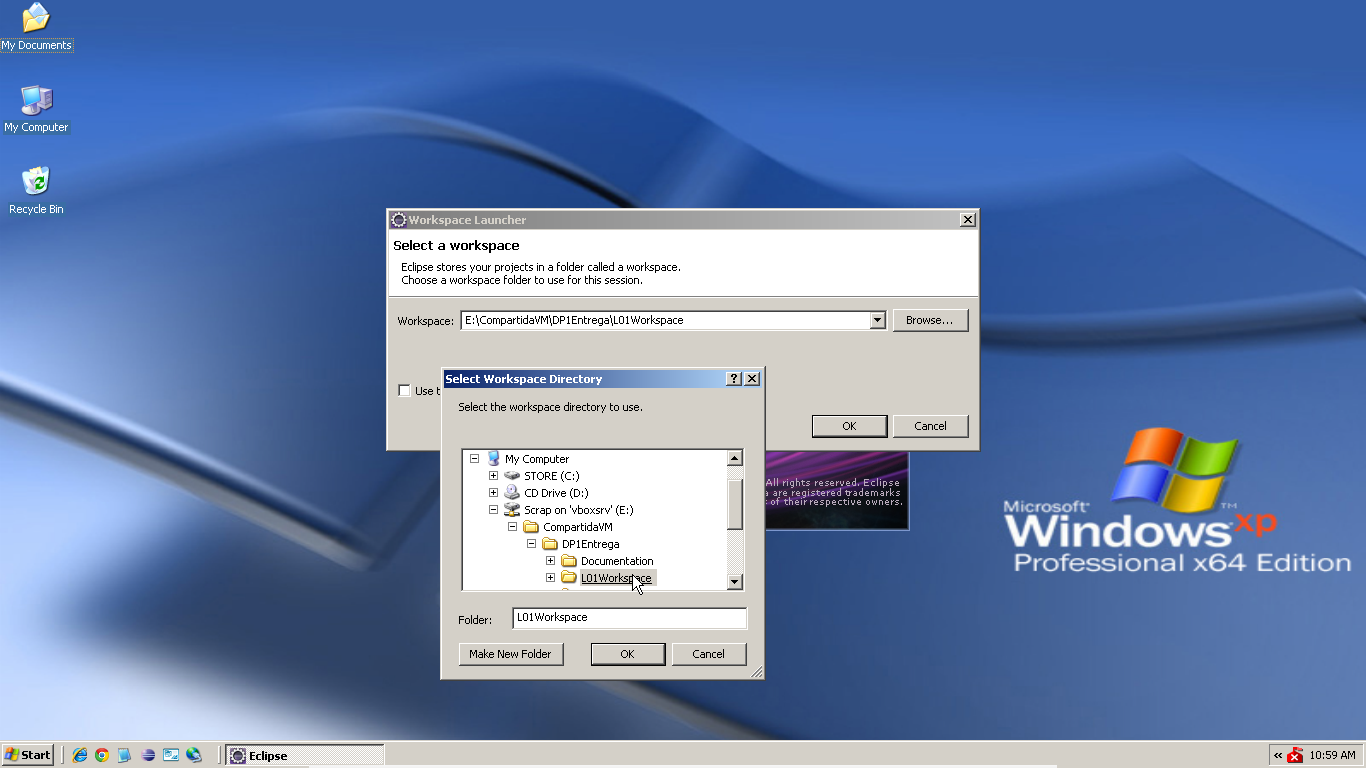 My Documents
My Computer
Recycle Bin
Workspace Launcher
Select a workspace
Eclipse stores your projects in a folder called a workspace.
Choose a workspace folder to use for this session.
Workspace: E:\CompartidaVM\DP1Entrega\L01Workspace Browse...
Use t
OK Cancel
Select Workspace Directory
Select the workspace directory to use.
My Computer
STORE (C:)
CD Drive (D:)
Scrap on 'vboxsrv' (E:)
CompartidaVM
DP1Entrega
Documentation
L01Workspace
Folder: L01Workspace
Make New Folder OK Cancel
All rights reserved. Eclipse
a are registered trademarks
of their respective owners.
Microsoft®
Windows xp™
Professional x64 Edition
Start Eclipse 10:59 AM